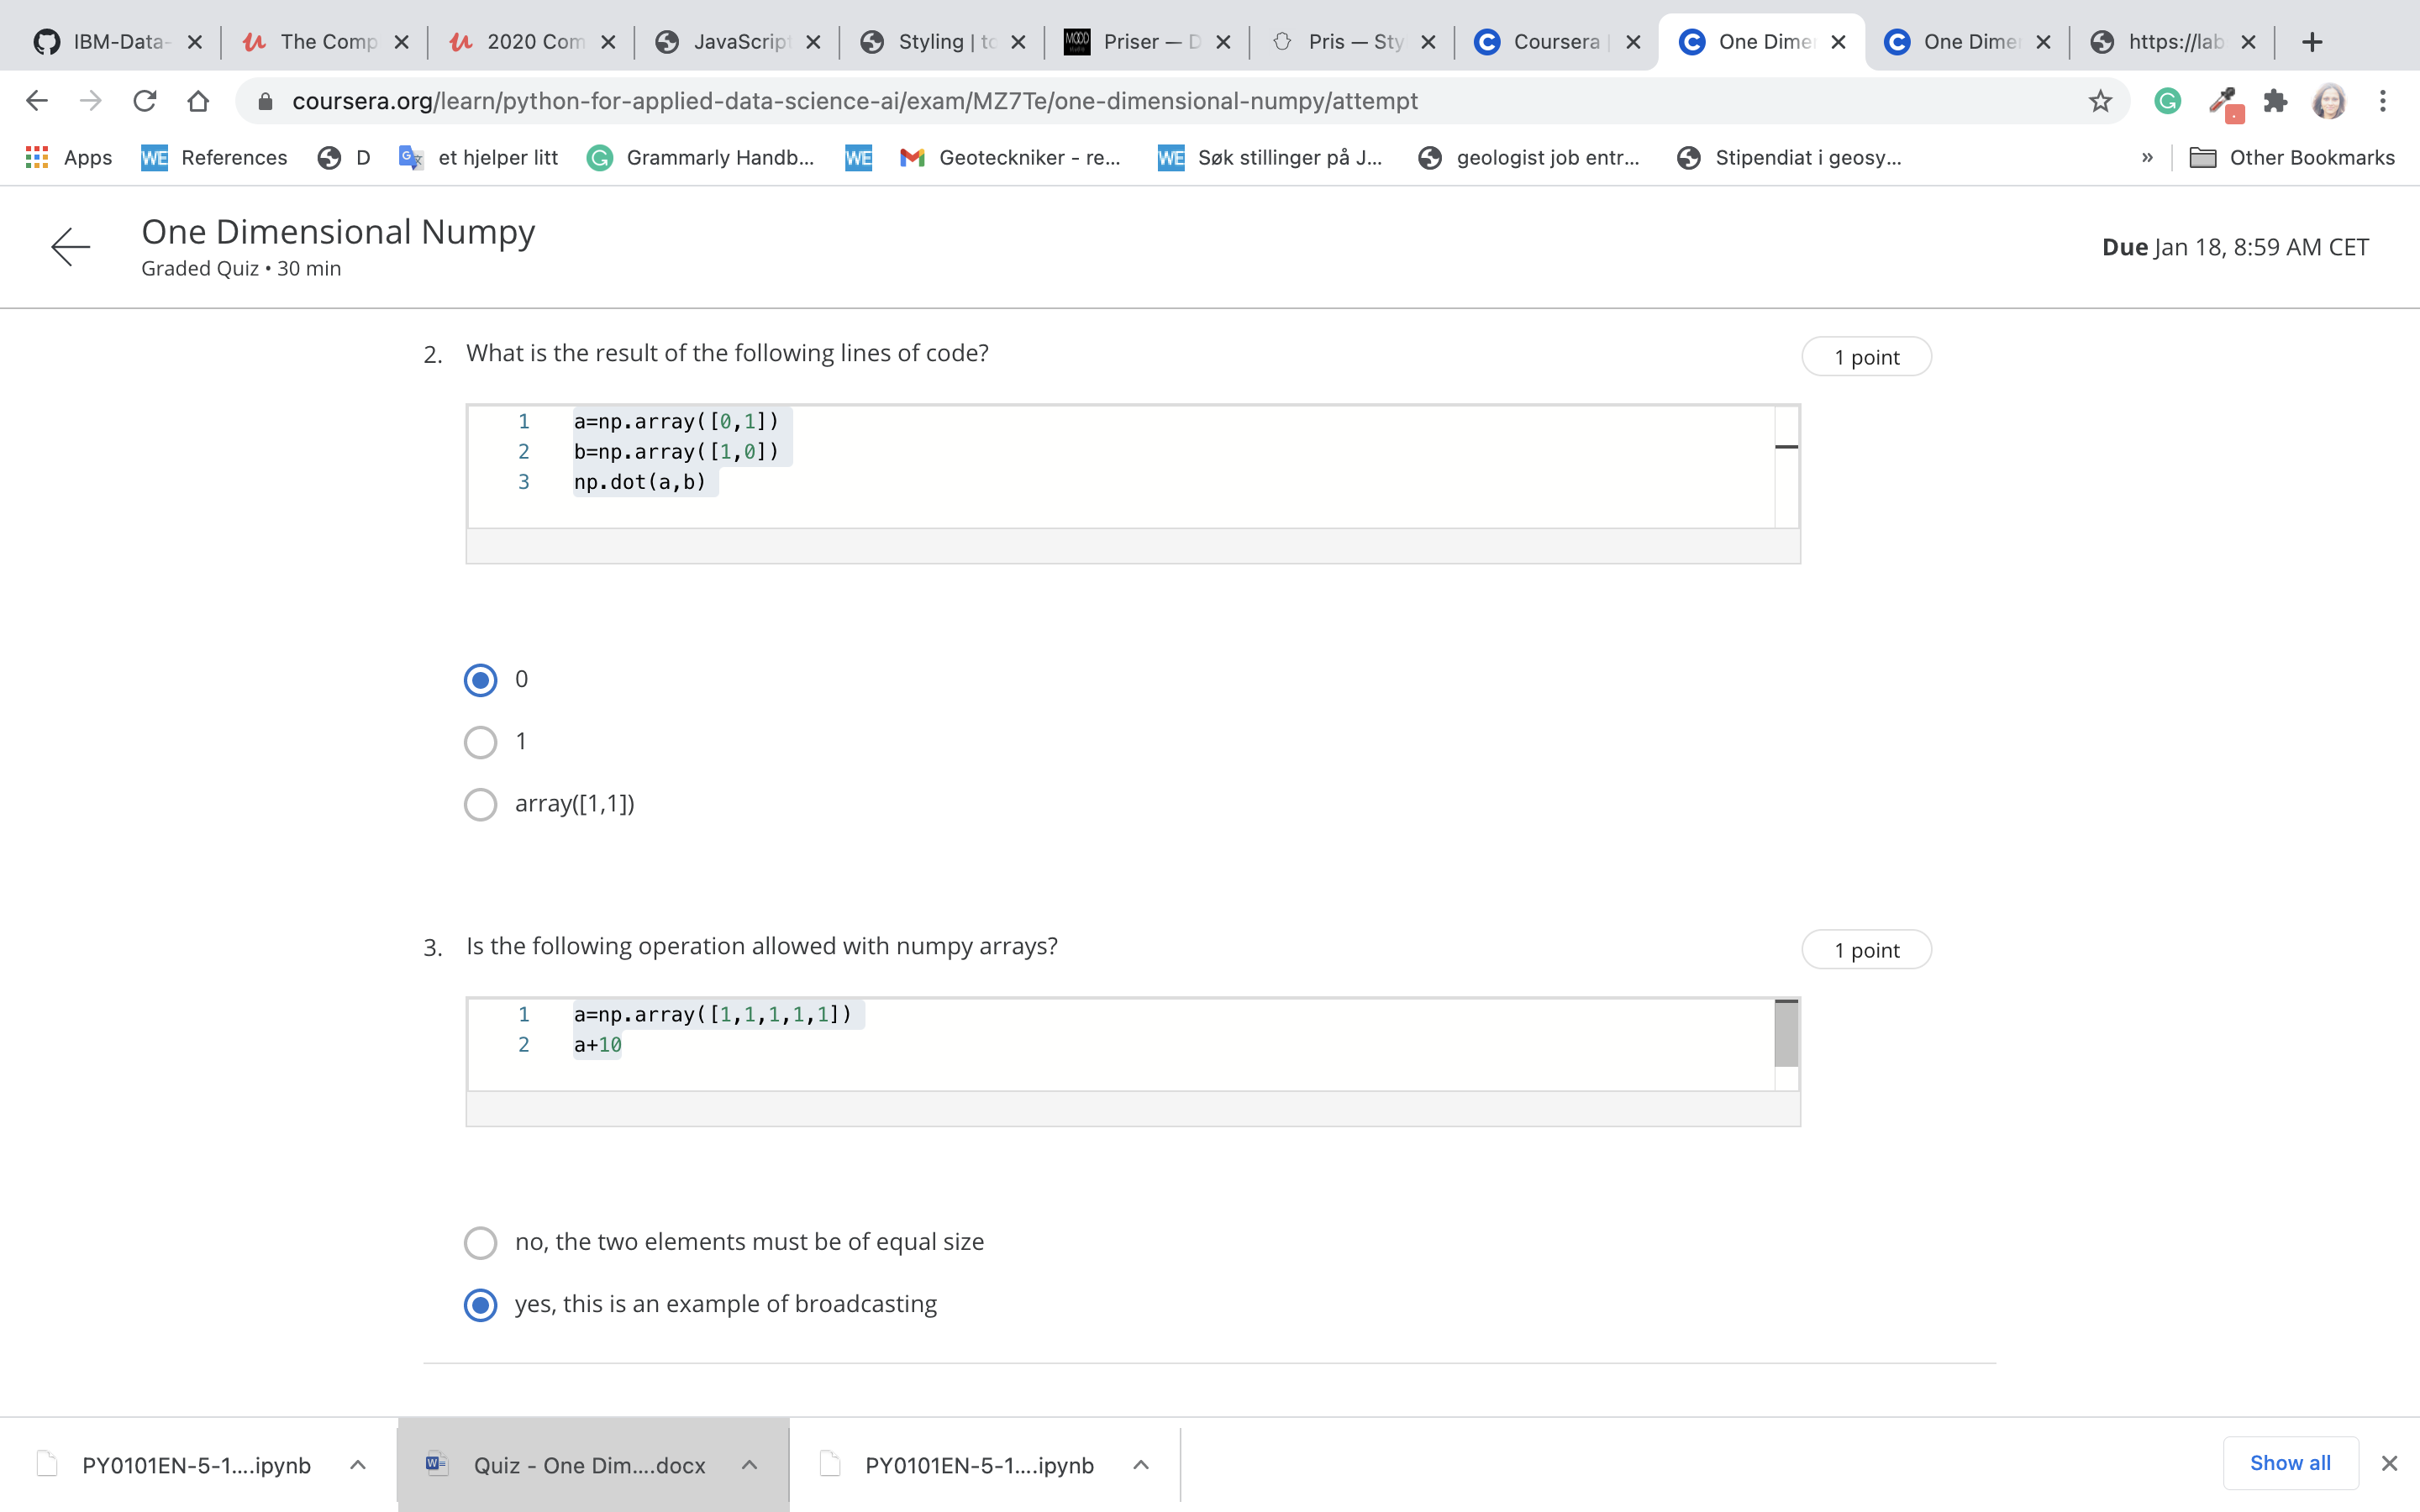 IBM-Data-
The Comp
2020 Com
JavaScript
Styling | to
MOOD
Priser — D
Pris — Sty
Coursera |
One Dimen
One Dimen
https://lab
coursera.org/learn/python-for-applied-data-science-ai/exam/MZ7Te/one-dimensional-numpy/attempt
Apps
WE References
D
et hjelper litt
Grammarly Handb...
WE
Geoteckniker - re...
WE Søk stillinger på J...
geologist job entr...
Stipendiat i geosy...
»
Other Bookmarks
One Dimensional Numpy
Graded Quiz • 30 min
Due Jan 18, 8:59 AM CET
2. What is the result of the following lines of code?
1 point
1 a=np.array([0,1])
2 b=np.array([1,0])
3 np.dot(a,b)
0
1
array([1,1])
3. Is the following operation allowed with numpy arrays?
1 point
1 a=np.array([1,1,1,1,1])
2 a+10
no, the two elements must be of equal size
yes, this is an example of broadcasting
PY0101EN-5-1....ipynb
Quiz - One Dim....docx
PY0101EN-5-1....ipynb
Show all